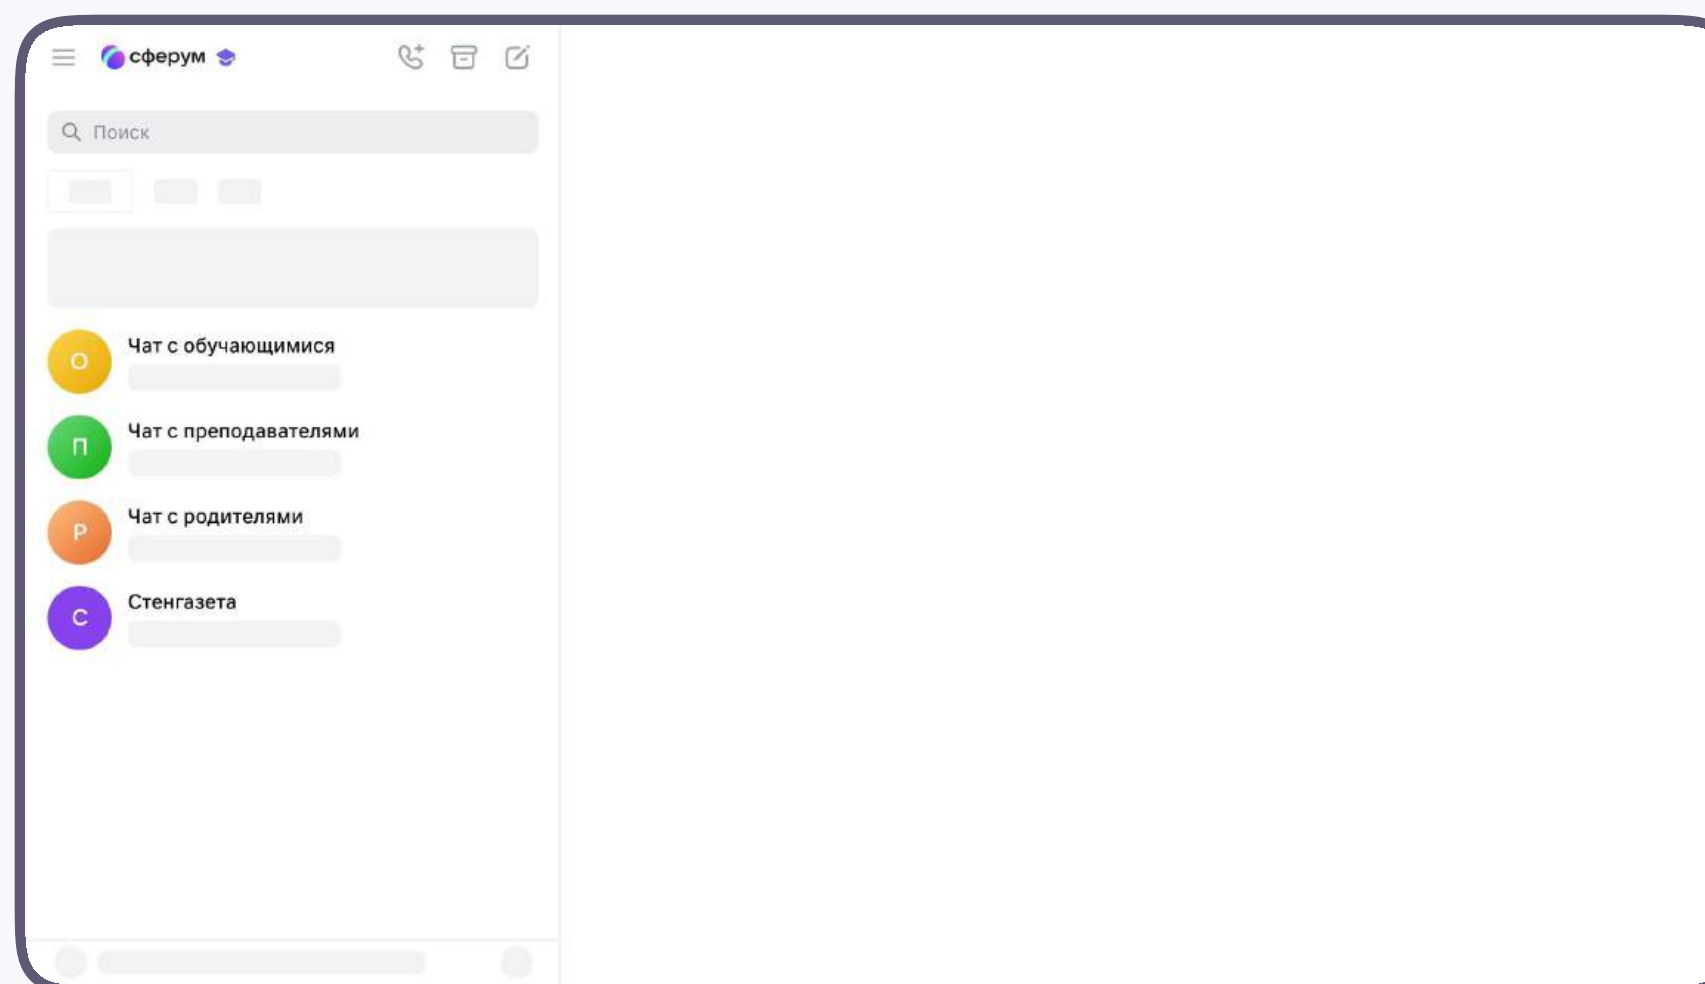 сферум
Поиск
О
Чат с обучающимися
П
Чат с преподавателями
Р
Чат с родителями
С
Стенгазета